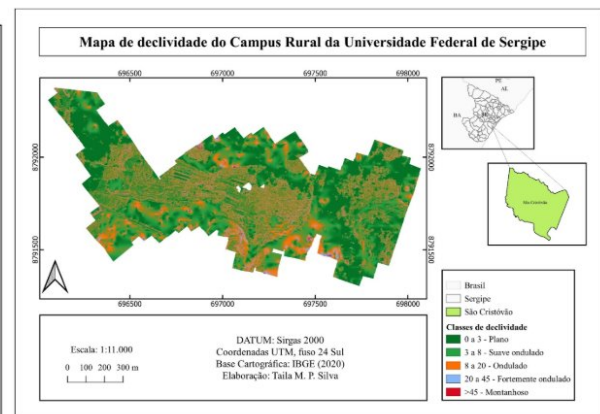 Mapa de declividade do Campus Rural da Universidade Federal de Sergipe
696500 697000 697500 698000
8792000
8792000
8791500
8791500
696500 697000 697500 698000
PE
AL
BA
SE
São Cristóvão
Escala: 1:11.000
0 100 200 300 m
DATUM: Sirgas 2000
Coordenadas UTM, fuso 24 Sul
Base Cartográfica: IBGE (2020)
Elaboração: Taila M. P. Silva
Brasil
Sergipe
São Cristóvão
Classes de declividade
0 a 3 - Plano
3 a 8 - Suave ondulado
8 a 20 - Ondulado
20 a 45 - Fortemente ondulado
>45 - Montanhoso